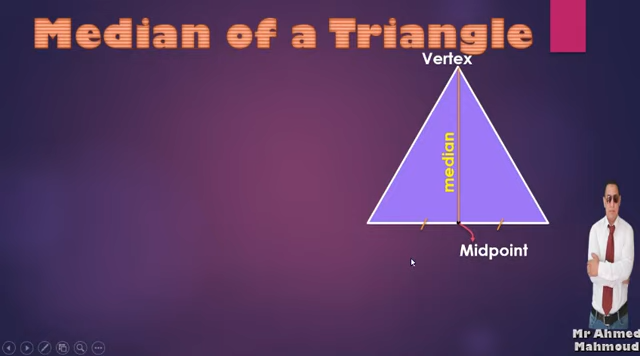 Median of a Triangle
Vertex
median
Midpoint
Mr Ahmed
Mahmoud